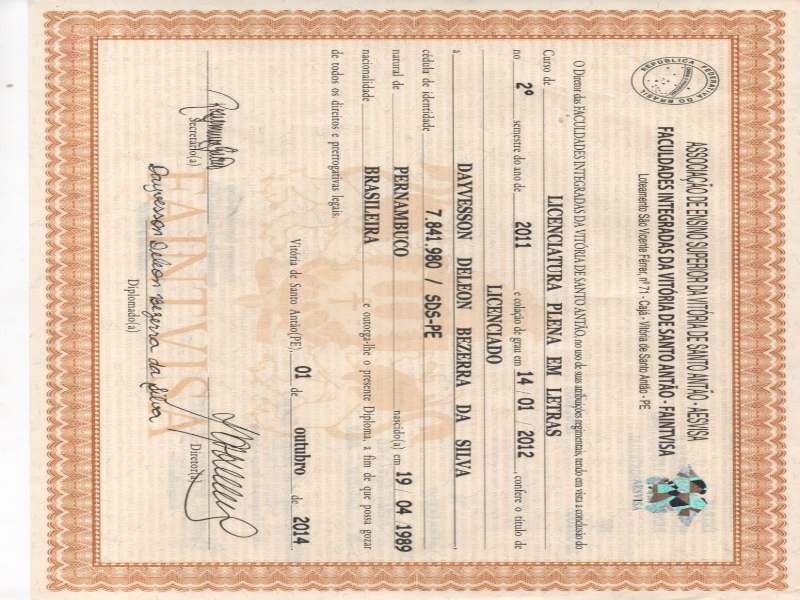 REPÚBLICA FEDERATIVA DO BRASIL
ASSOCIAÇÃO DE ENSINO SUPERIOR DA VITÓRIA DE SANTO ANTÃO - AESVISA
FACULDADES INTEGRADAS DA VITÓRIA DE SANTO ANTÃO - FAINTVISA
Loteamento São Vicente Férrer, nº 71 - Cajá - Vitória de Santo Antão - PE
AESVISA
O Diretor das FACULDADES INTEGRADAS DA VITÓRIA DE SANTO ANTÃO, no uso de suas atribuições regimentais, tendo em vista a conclusão do
Curso de LICENCIATURA PLENA EM LETRAS
no 2º semestre do ano de 2011 e colação de grau em 14 / 01 / 2012, confere o título de
LICENCIADO
a DAYVESSON DELEON BEZERRA DA SILVA,
cédula de identidade 7.841.980 / SDS-PE
natural de PERNAMBUCO nascido(a) em 19 / 04 / 1989
nacionalidade BRASILEIRA e outorga-lhe o presente Diploma, a fim de que possa gozar
de todos os direitos e prerrogativas legais.
Vitória de Santo Antão(PE), 01 de outubro de 2014
Secretário(a)
Diretor(a)
FAINTVISA
Dayvesson Deleon Bezerra da Silva
Diplomado(a)